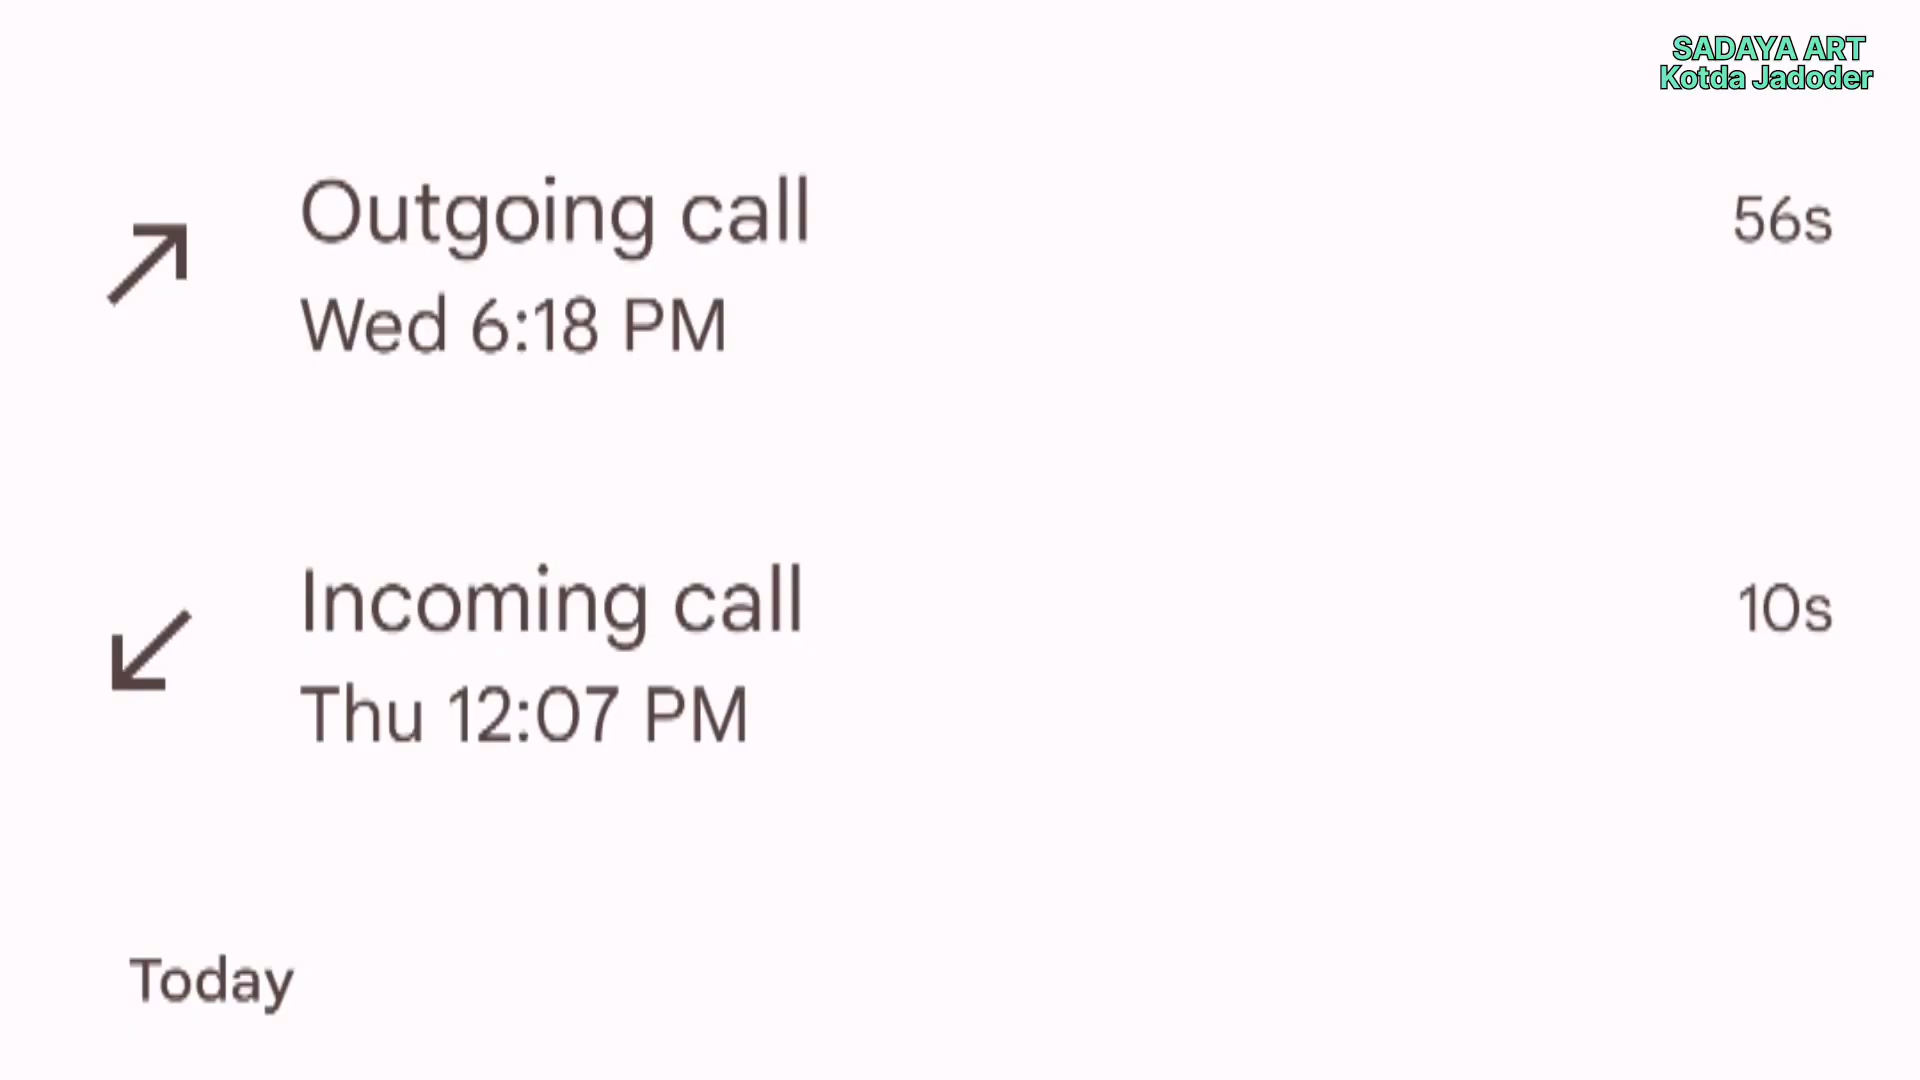 SADAYA ART
Kotda Jadoder
Outgoing call
56s
Wed 6:18 PM
Incoming call
10s
Thu 12:07 PM
Today